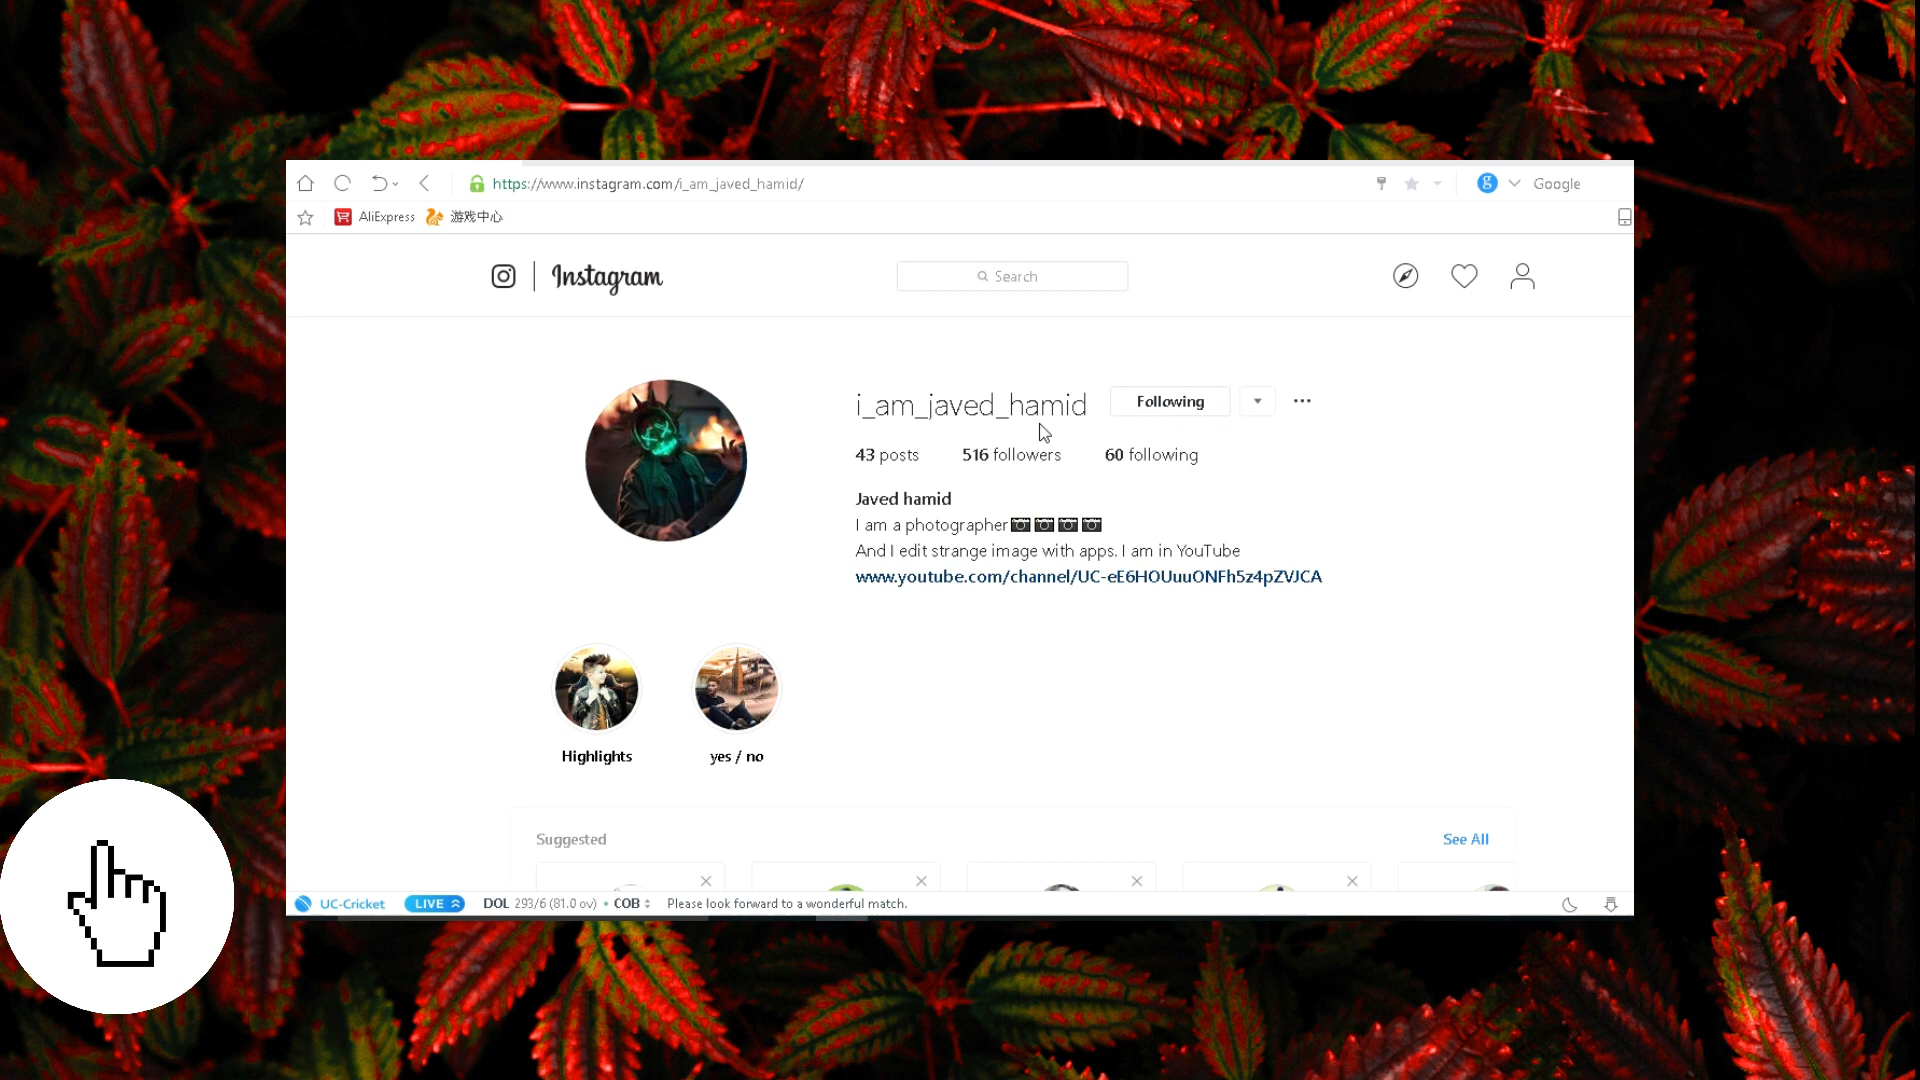 https://www.instagram.com/i_am_javed_hamid/
Google
AliExpress 游戏中心
Instagram
Search
i_am_javed_hamid Following
43 posts 516 followers 60 following
Javed hamid
I am a photographer
And I edit strange image with apps. I am in YouTube
www.youtube.com/channel/UC-eE6HOUuuONFh5z4pZVJCA
Highlights yes / no
Suggested See All
UC-Cricket LIVE DOL 293/6 (81.0 ov) • COB Please look forward to a wonderful match.